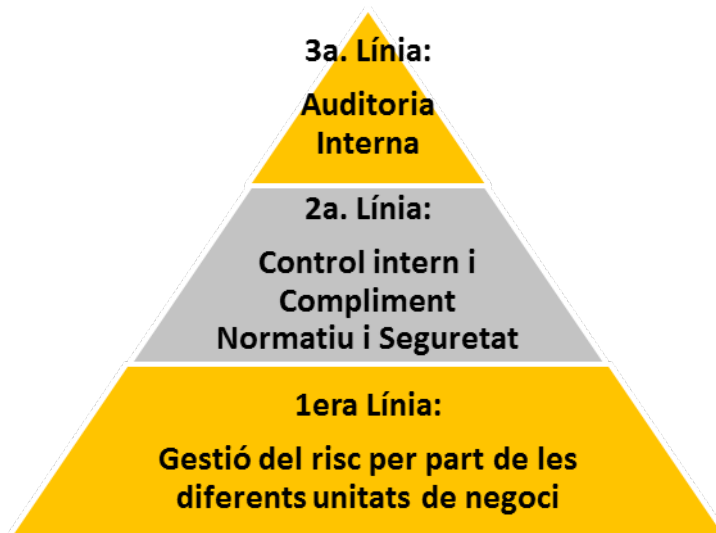 3a. Línia:
Auditoria
Interna
2a. Línia:
Control intern i
Compliment
Normatiu i Seguretat
1era Línia:
Gestió del risc per part de les
diferents unitats de negoci